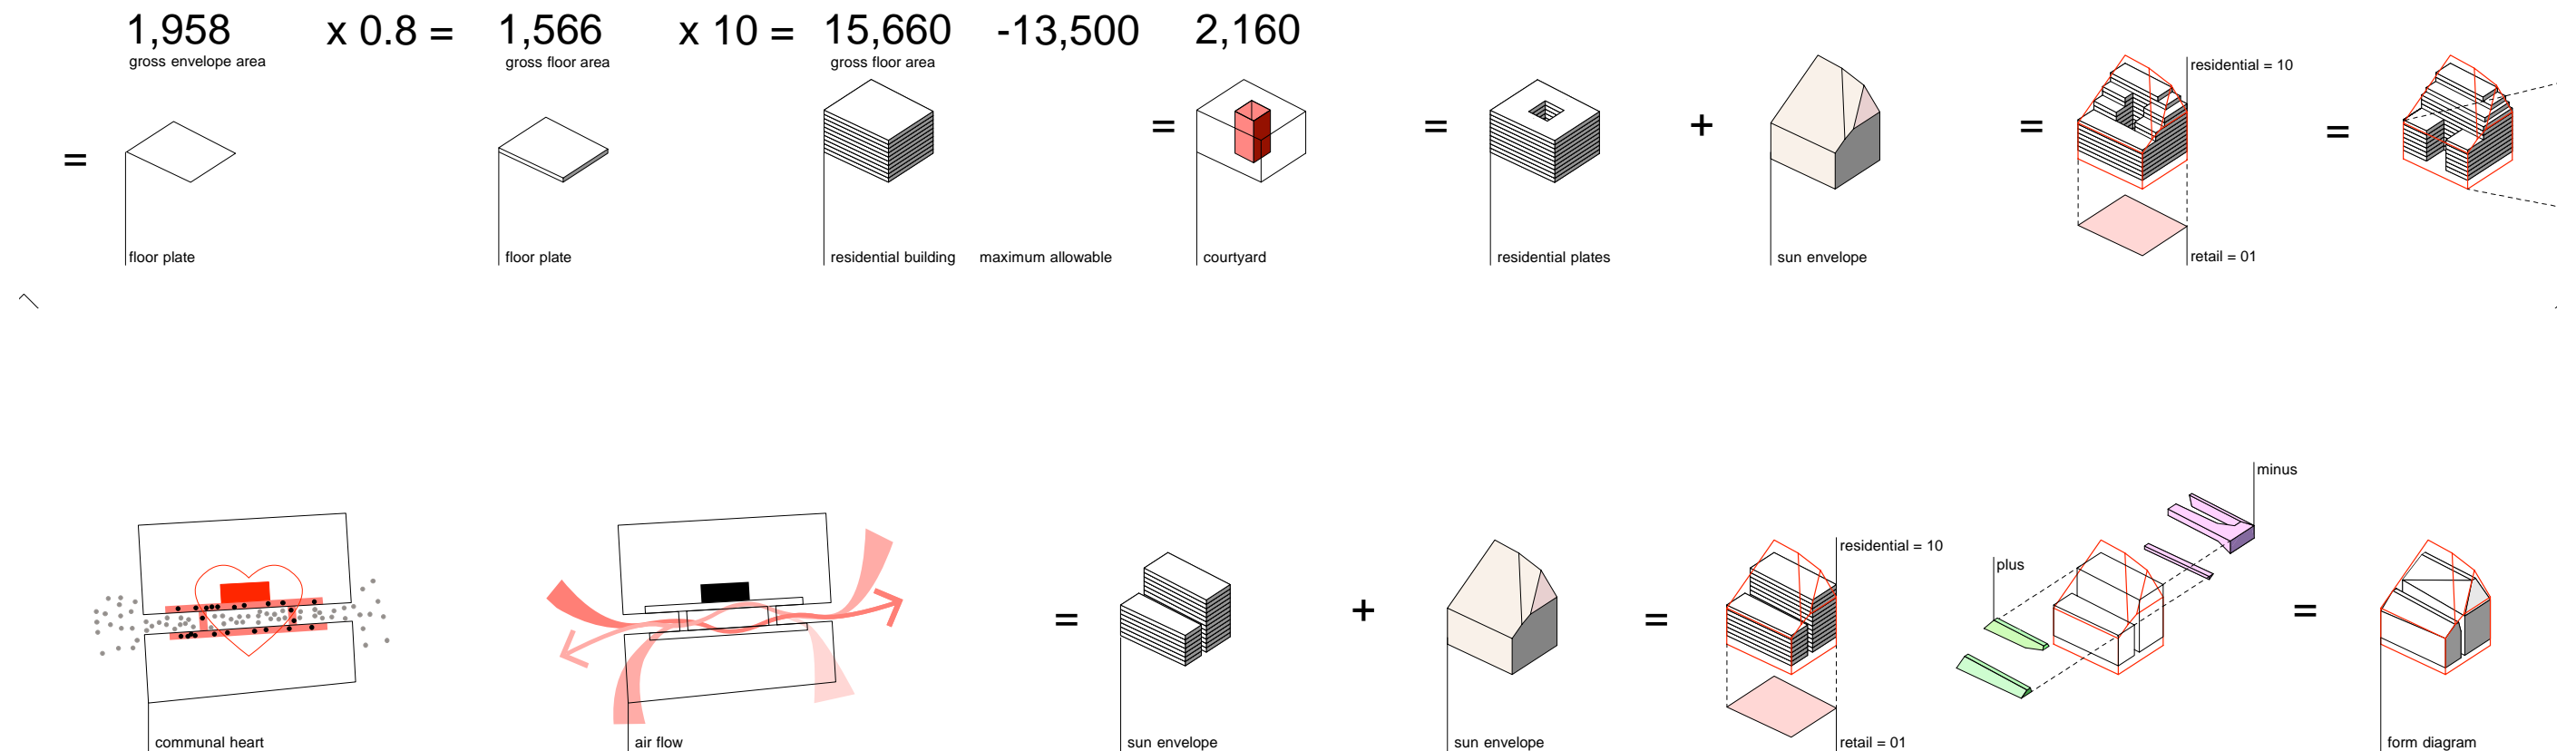 1,958 x 0.8 = 1,566 x 10 = 15,660 -13,500 2,160
gross envelope area gross floor area gross floor area
residential = 10
= = = + = =
floor plate floor plate residential building maximum allowable courtyard residential plates sun envelope retail = 01
minus
residential = 10
plus
= + = =
communal heart air flow sun envelope sun envelope retail = 01 form diagram